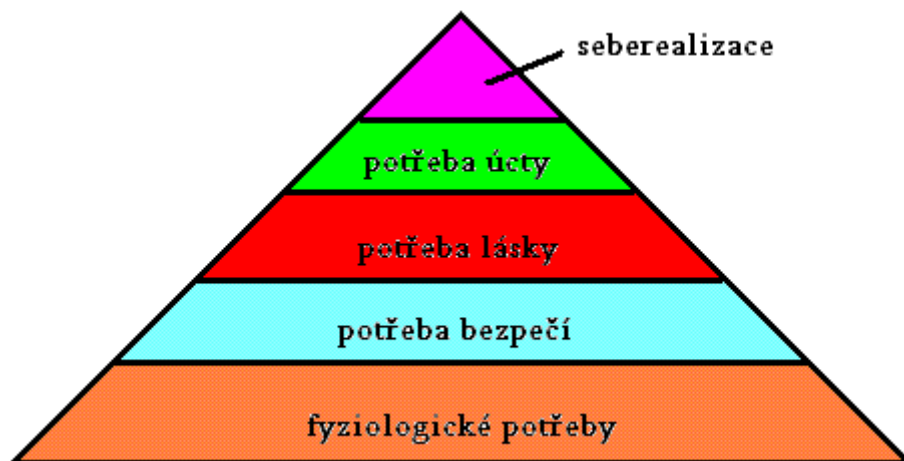 seberealizace
potřeba úcty
potřeba lásky
potřeba bezpečí
fyziologické potřeby